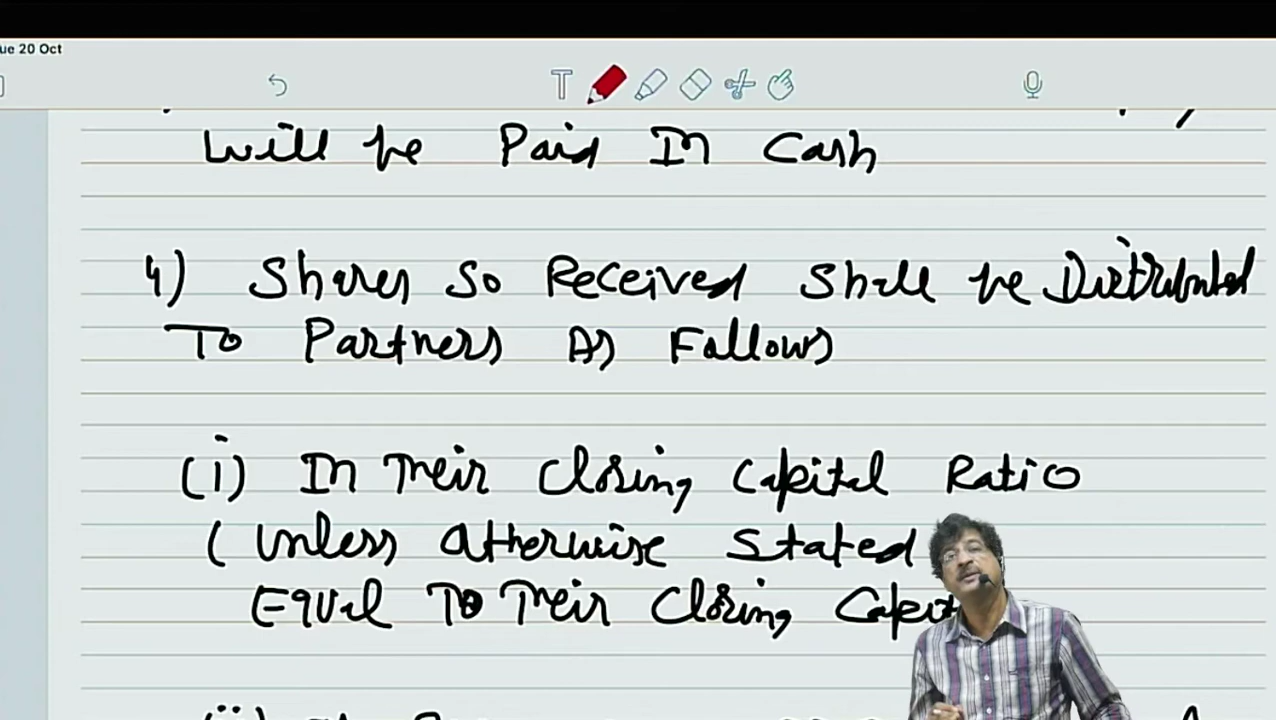 ue 20 Oct
T
Will be Paid In Cash
4) Shares So Received Shall be Distributed
To Partners As Follows
(i) In Their Closing Capital Ratio
( Unless Otherwise Stated
Equal To Their Closing
(ii)